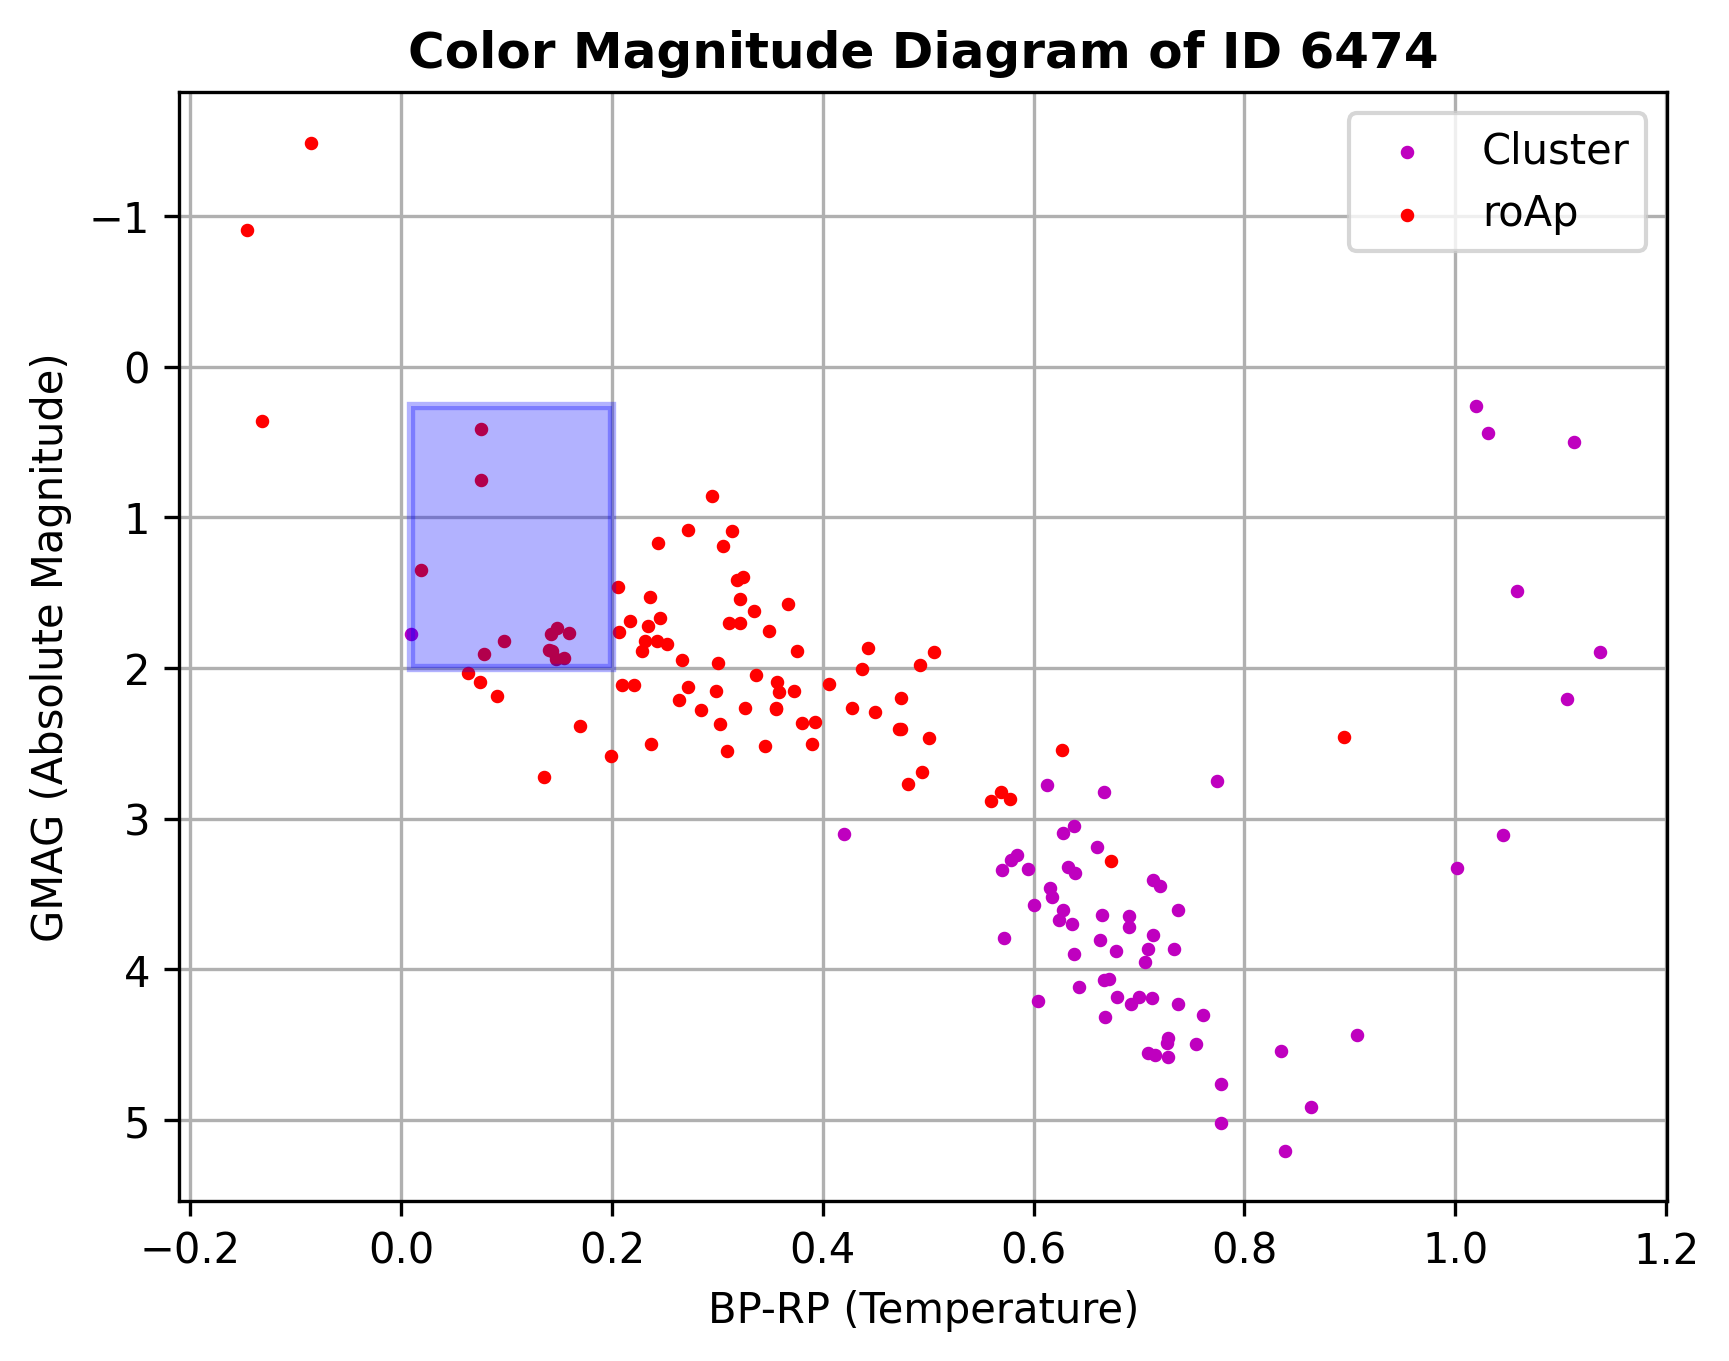 Color Magnitude Diagram of ID 6474
Cluster
roAp
GMAG (Absolute Magnitude)
−1
0
1
2
3
4
5
−0.2 0.0 0.2 0.4 0.6 0.8 1.0 1.2
BP-RP (Temperature)